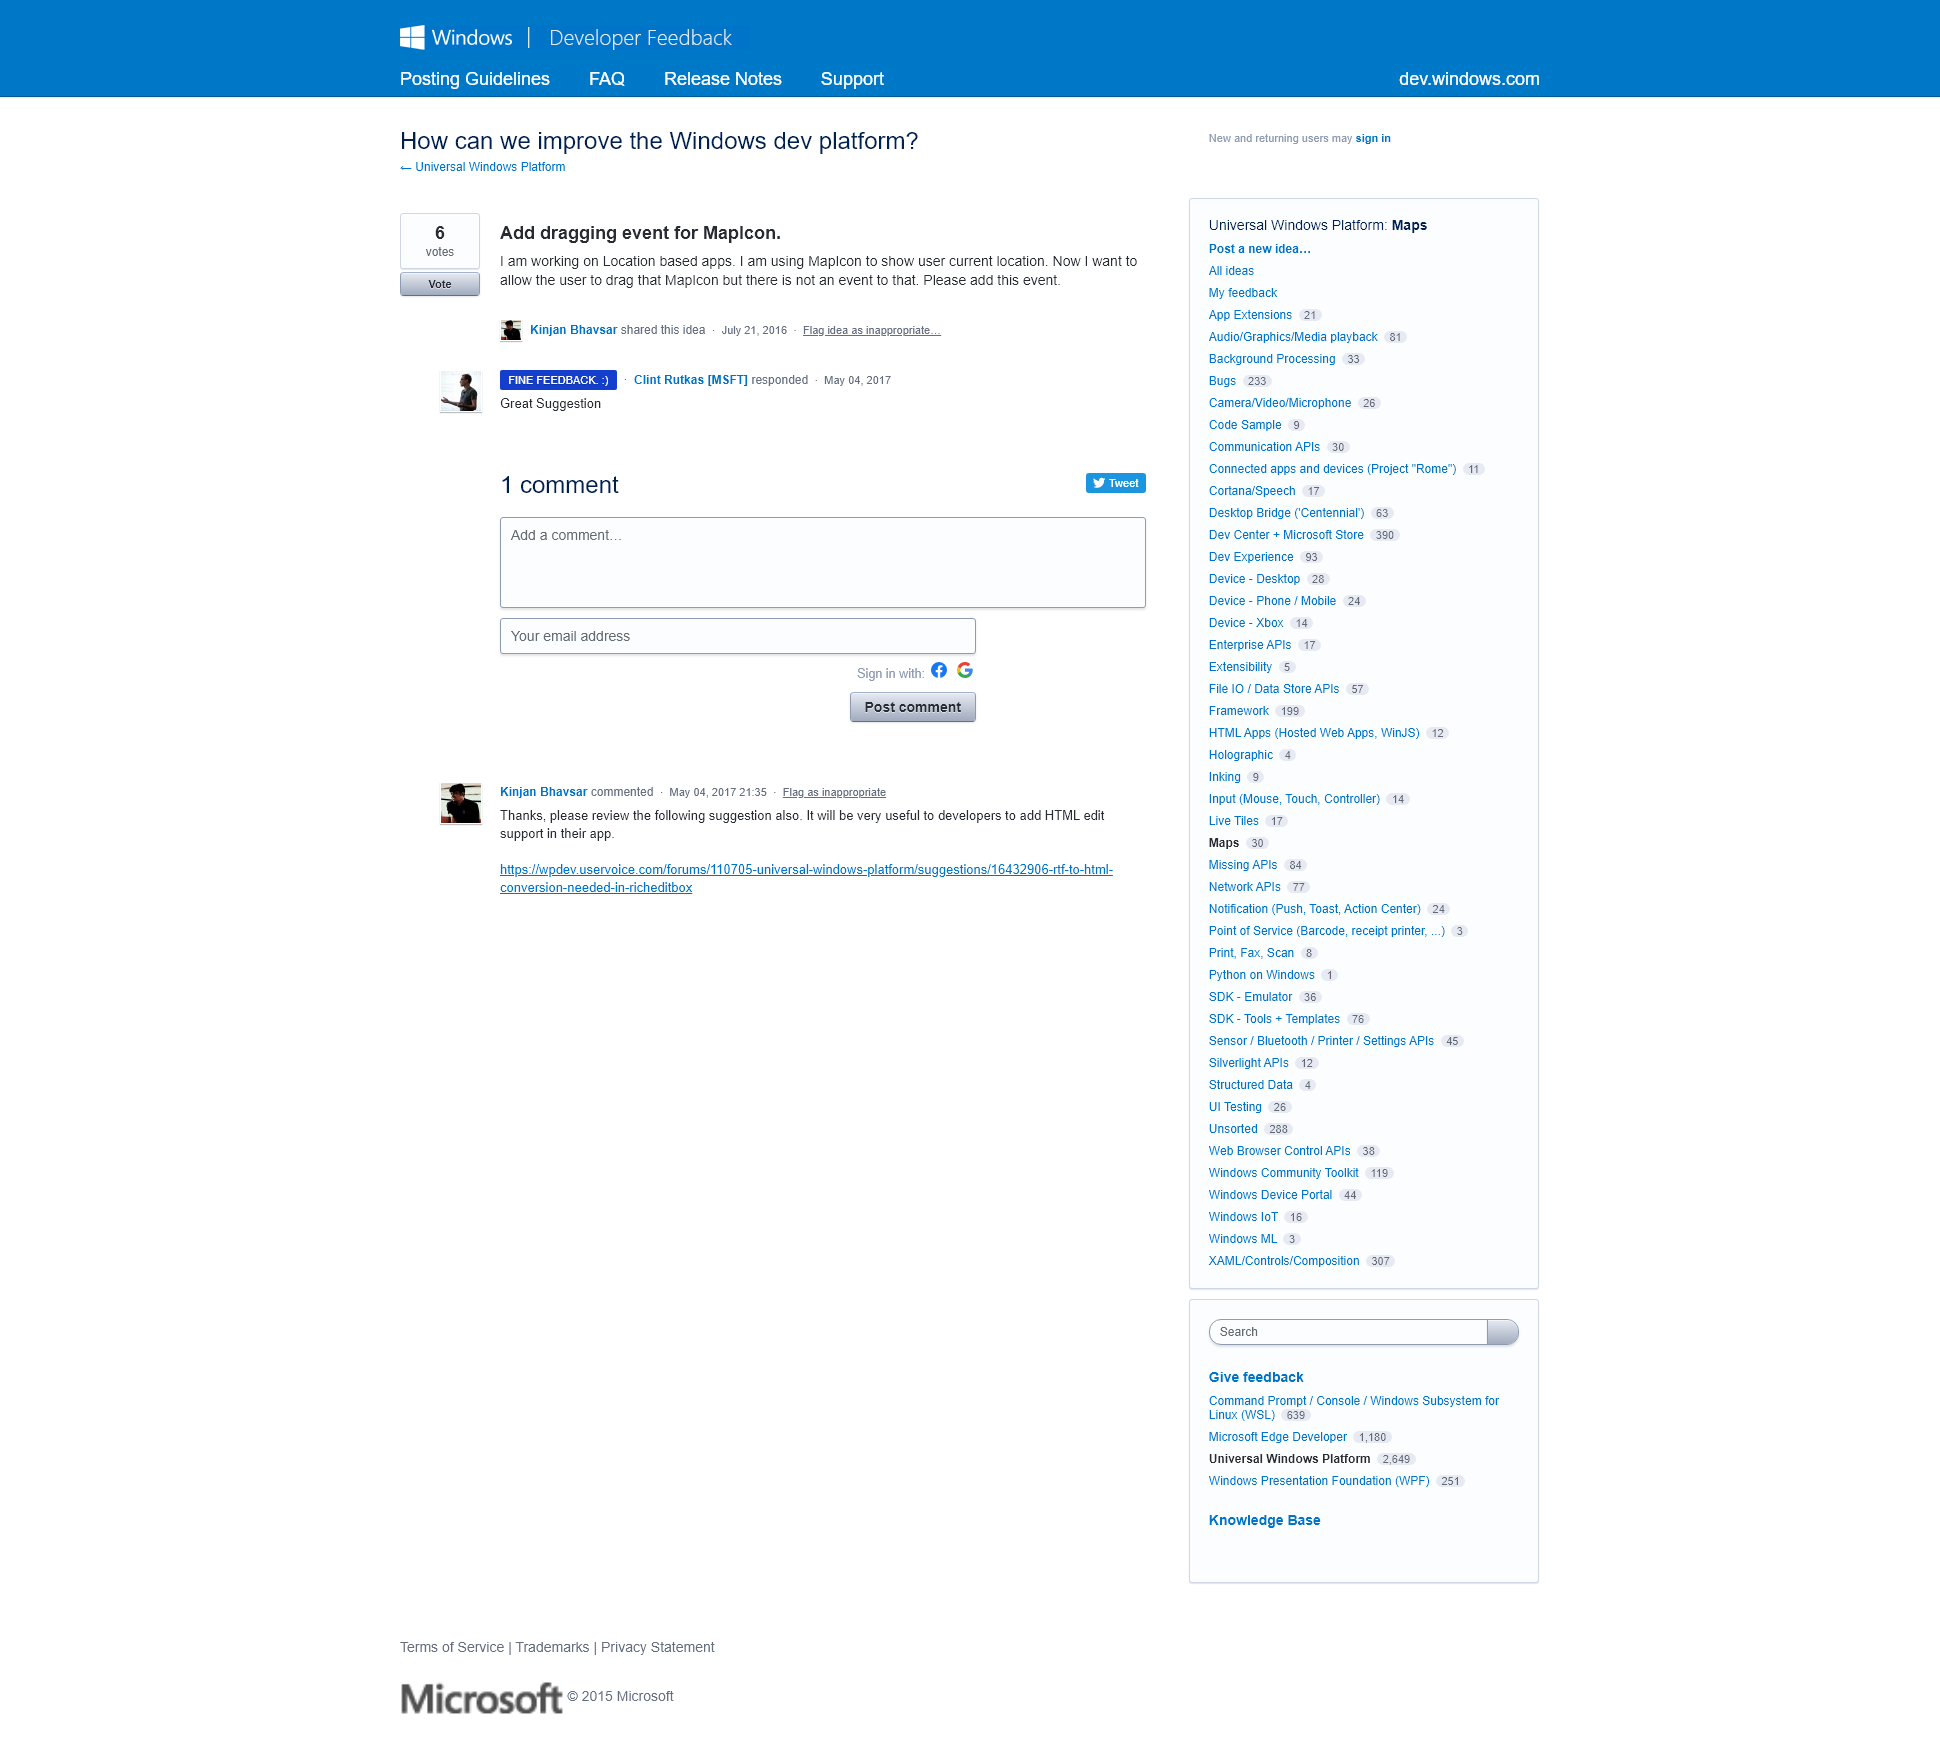 Windows | Developer Feedback
Posting Guidelines FAQ Release Notes Support dev.windows.com
How can we improve the Windows dev platform?
← Universal Windows Platform
New and returning users may sign in
6
votes
Vote
Add dragging event for MapIcon.
I am working on Location based apps. I am using MapIcon to show user current location. Now I want to
allow the user to drag that MapIcon but there is not an event to that. Please add this event.
Kinjan Bhavsar shared this idea · July 21, 2016 · Flag idea as inappropriate…
FINE FEEDBACK. :) · Clint Rutkas [MSFT] responded · May 04, 2017
Great Suggestion
1 comment
Tweet
Add a comment…
Your email address
Sign in with:
Post comment
Kinjan Bhavsar commented · May 04, 2017 21:35 · Flag as inappropriate
Thanks, please review the following suggestion also. It will be very useful to developers to add HTML edit
support in their app.
https://wpdev.uservoice.com/forums/110705-universal-windows-platform/suggestions/16432906-rtf-to-html-
conversion-needed-in-richeditbox
Universal Windows Platform: Maps
Post a new idea…
All ideas
My feedback
App Extensions 21
Audio/Graphics/Media playback 81
Background Processing 33
Bugs 233
Camera/Video/Microphone 26
Code Sample 9
Communication APIs 30
Connected apps and devices (Project "Rome") 11
Cortana/Speech 17
Desktop Bridge ('Centennial') 63
Dev Center + Microsoft Store 390
Dev Experience 93
Device - Desktop 28
Device - Phone / Mobile 24
Device - Xbox 14
Enterprise APIs 17
Extensibility 5
File IO / Data Store APIs 57
Framework 199
HTML Apps (Hosted Web Apps, WinJS) 12
Holographic 4
Inking 9
Input (Mouse, Touch, Controller) 14
Live Tiles 17
Maps 30
Missing APIs 84
Network APIs 77
Notification (Push, Toast, Action Center) 24
Point of Service (Barcode, receipt printer, ...) 3
Print, Fax, Scan 8
Python on Windows 1
SDK - Emulator 36
SDK - Tools + Templates 76
Sensor / Bluetooth / Printer / Settings APIs 45
Silverlight APIs 12
Structured Data 4
UI Testing 26
Unsorted 288
Web Browser Control APIs 38
Windows Community Toolkit 119
Windows Device Portal 44
Windows IoT 16
Windows ML 3
XAML/Controls/Composition 307
Search
Give feedback
Command Prompt / Console / Windows Subsystem for
Linux (WSL) 639
Microsoft Edge Developer 1,180
Universal Windows Platform 2,649
Windows Presentation Foundation (WPF) 251
Knowledge Base
Terms of Service | Trademarks | Privacy Statement
Microsoft © 2015 Microsoft